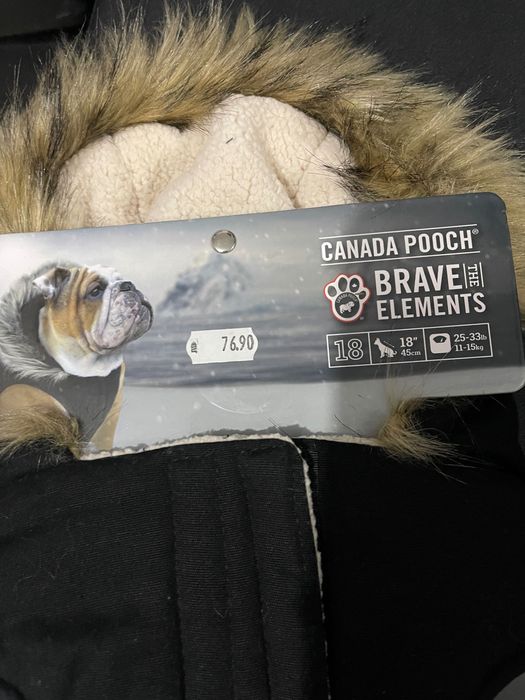 CANADA POOCH®
BRAVE THE
ELEMENTS
18
18"
45cm
25-33lb
11-15kg
76.90